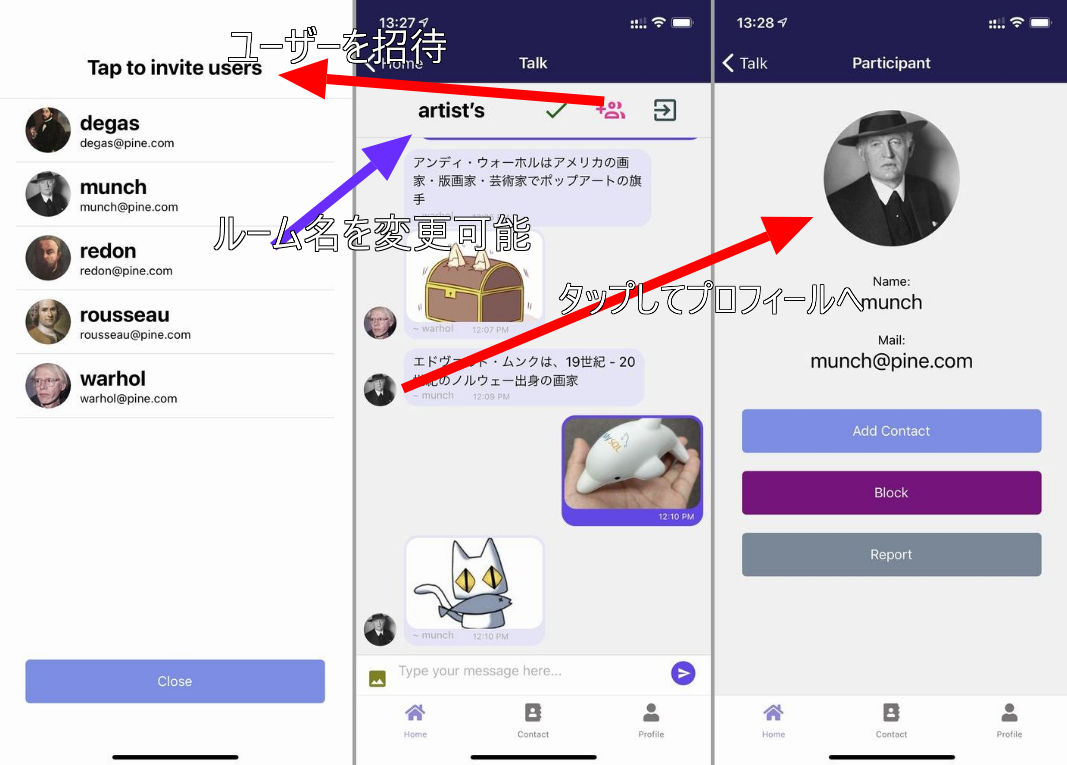 Tap to invite users
degas
degas@pine.com
munch
munch@pine.com
redon
redon@pine.com
rousseau
rousseau@pine.com
warhol
warhol@pine.com
Close
ユーザーを招待
ルーム名を変更可能
タップしてプロフィールへ
13:27
Home
Talk
artist's
アンディ・ウォーホルはアメリカの画
家・版画家・芸術家でポップアートの旗
手
~ warhol 12:07 PM
エドヴァルト・ムンクは、19世紀 - 20
世紀のノルウェー出身の画家
~ munch 12:09 PM
MySQL
12:10 PM
~ munch 12:10 PM
Type your message here...
Home
Contact
Profile
13:28
Talk
Participant
Name:
munch
Mail:
munch@pine.com
Add Contact
Block
Report
Home
Contact
Profile